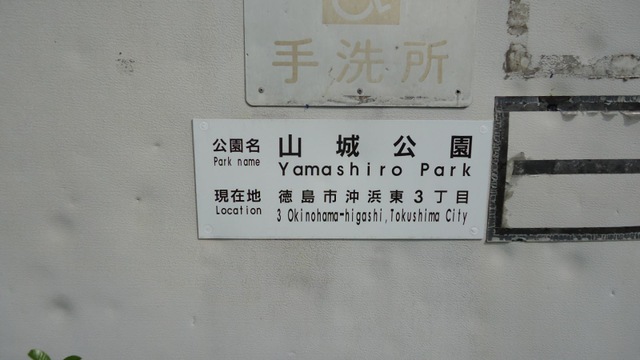 手洗所
公園名 山城公園
Park name Yamashiro Park
現在地 徳島市沖浜東3丁目
Location 3 Okinohama-higashi, Tokushima City